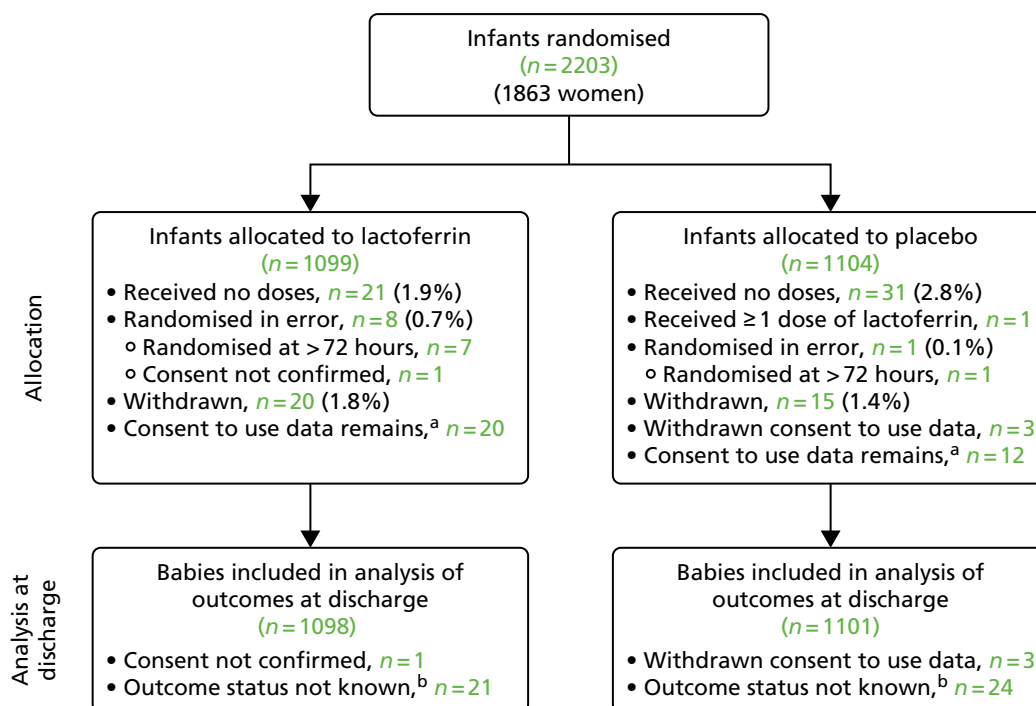 Infants randomised
(n=2203)
(1863 women)
Allocation
Infants allocated to lactoferrin
(n=1099)
• Received no doses, n=21 (1.9%)
• Randomised in error, n=8 (0.7%)
Randomised at >72 hours, n=7
Consent not confirmed, n=1
• Withdrawn, n=20 (1.8%)
• Consent to use data remains,a n=20
Infants allocated to placebo
(n=1104)
• Received no doses, n=31 (2.8%)
• Received ≥1 dose of lactoferrin, n=1
• Randomised in error, n=1 (0.1%)
Randomised at >72 hours, n=1
• Withdrawn, n=15 (1.4%)
• Withdrawn consent to use data, n=3
• Consent to use data remains,a n=12
Analysis at
discharge
Babies included in analysis of
outcomes at discharge
(n=1098)
• Consent not confirmed, n=1
• Outcome status not known,b n=21
Babies included in analysis of
outcomes at discharge
(n=1101)
• Withdrawn consent to use data, n=3
• Outcome status not known,b n=24